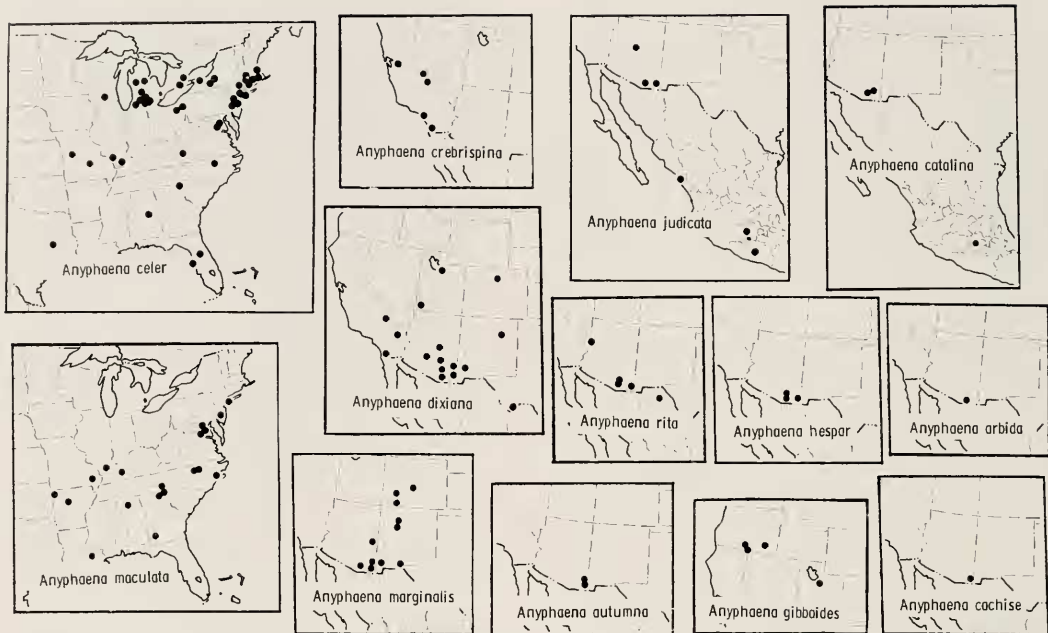 Anyphaena celer
Anyphaena crebrispina
Anyphaena judicata
Anyphaena catalina
Anyphaena dixiana
Anyphaena rita
Anyphaena hespar
Anyphaena arbida
Anyphaena maculata
Anyphaena marginalis
Anyphaena autumna
Anyphaena gibboides
Anyphaena cochise